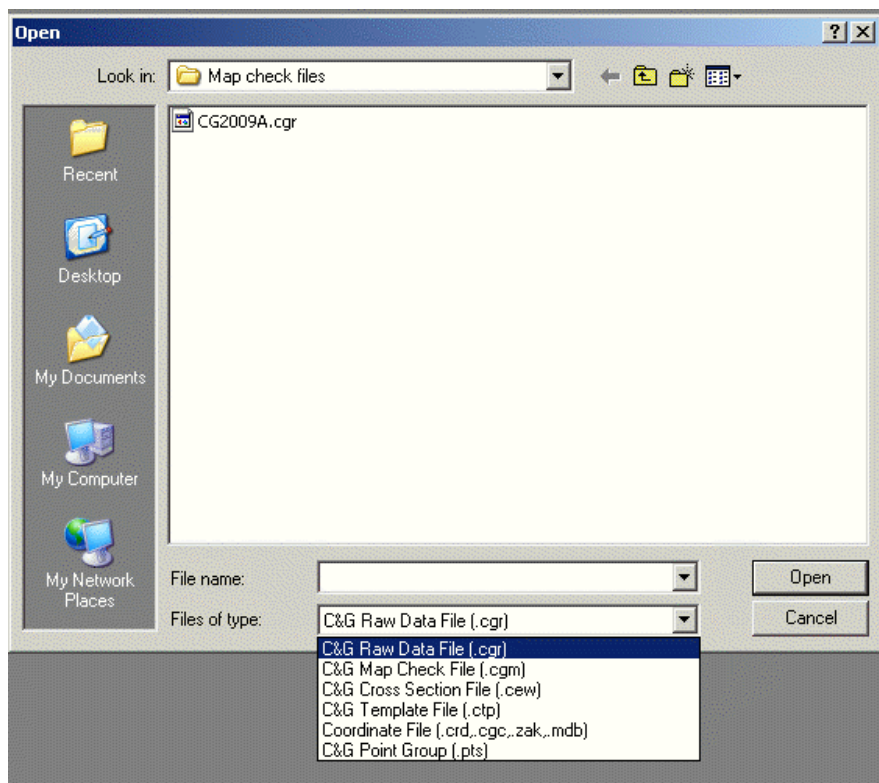 Open
Look in: Map check files
CG2009A.cgr
Recent
Desktop
My Documents
My Computer
My Network
Places
File name:
Open
Files of type: C&G Raw Data File (.cgr)
Cancel
C&G Raw Data File (.cgr)
C&G Map Check File (.cgm)
C&G Cross Section File (.cew)
C&G Template File (.ctp)
Coordinate File (.crd,.cgc,.zak,.mdb)
C&G Point Group (.pts)